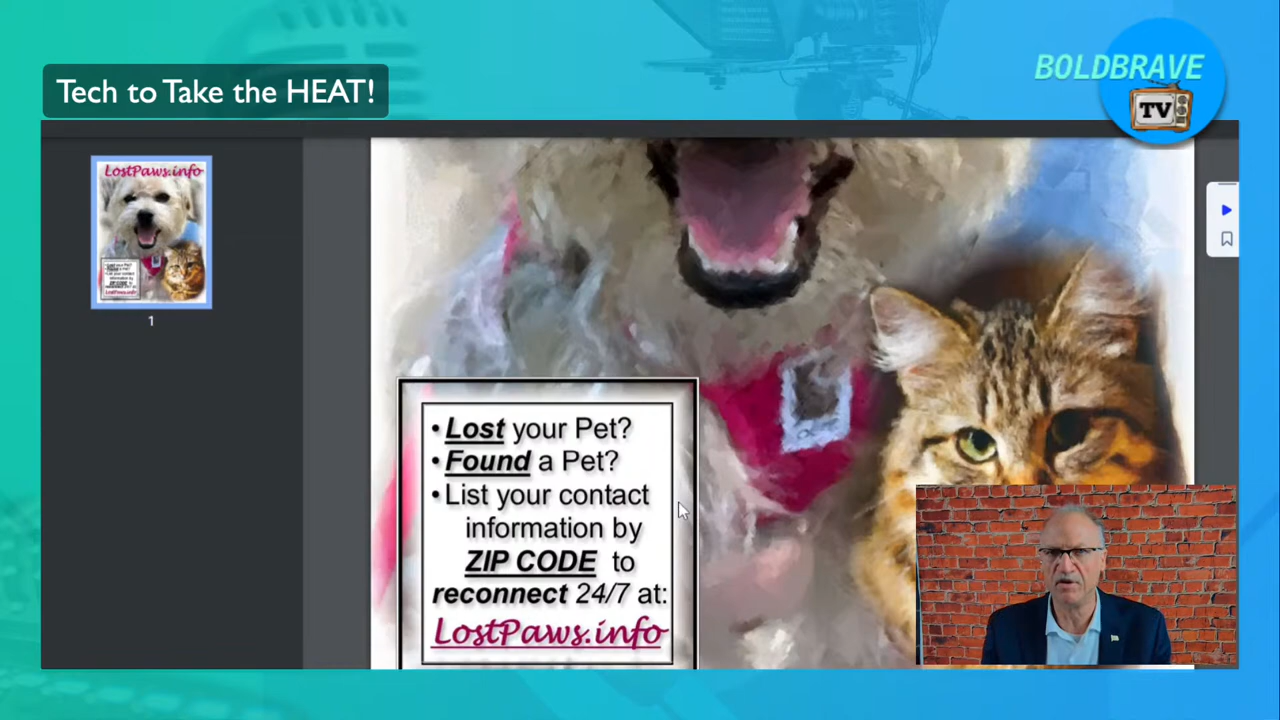 Tech to Take the HEAT!
BOLDBRAVE
TV
LostPaws.info
1
• Lost your Pet?
• Found a Pet?
• List your contact
information by
ZIP CODE to
reconnect 24/7 at:
LostPaws.info